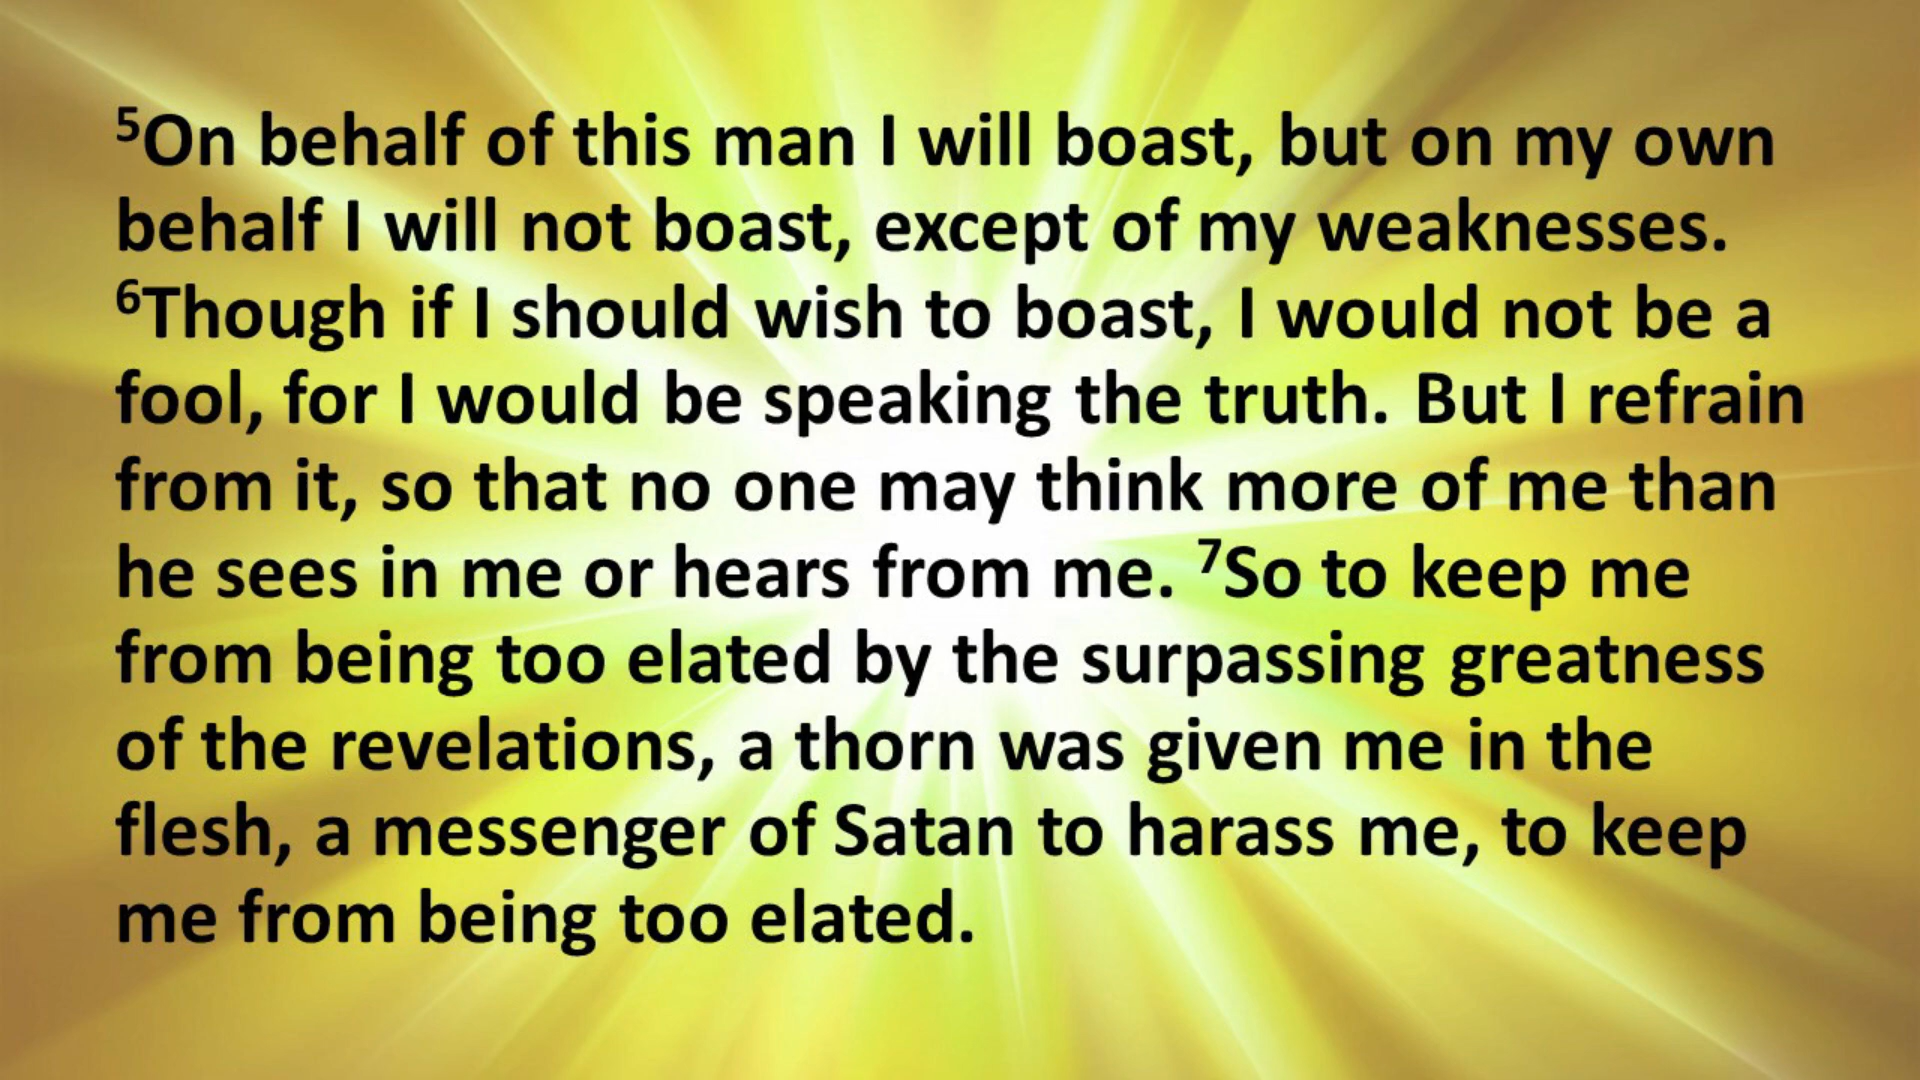 ⁵On behalf of this man I will boast, but on my own
behalf I will not boast, except of my weaknesses.
⁶Though if I should wish to boast, I would not be a
fool, for I would be speaking the truth. But I refrain
from it, so that no one may think more of me than
he sees in me or hears from me. ⁷So to keep me
from being too elated by the surpassing greatness
of the revelations, a thorn was given me in the
flesh, a messenger of Satan to harass me, to keep
me from being too elated.